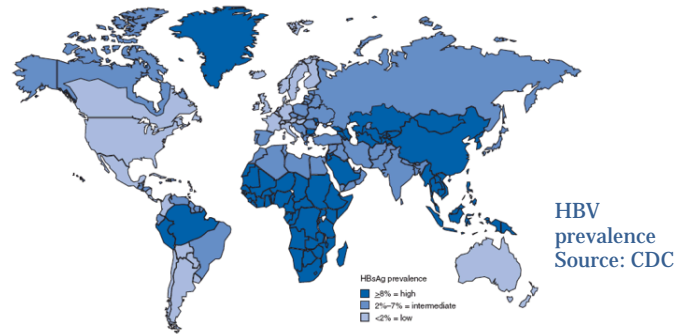 HBV
prevalence
Source: CDC
HBsAg prevalence
≥8% = high
2%–7% = intermediate
<2% = low